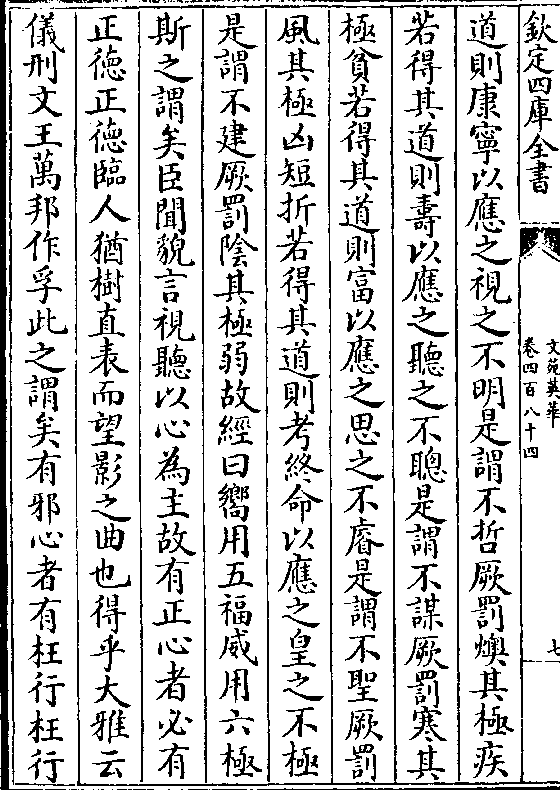 欽定四庫全書
文苑英華
卷四百八十四
七
道則康寧以應之視之不明是謂不哲厥罰燠其極疾
若得其道則壽以應之聽之不聰是謂不謀厥罰寒其
極貧若得其道則富以應之思之不睿是謂不聖厥罰
風其極凶短折若得其道則考終命以應之皇之不極
是謂不建厥罰陰其極弱故經曰嚮用五福威用六極
斯之謂矣臣聞貌言視聽以心為主故有正心者必有
正徳正徳臨人猶樹直表而望影之曲也得乎大雅云
儀刑文王萬邦作孚此之謂矣有邪心者有枉行枉行